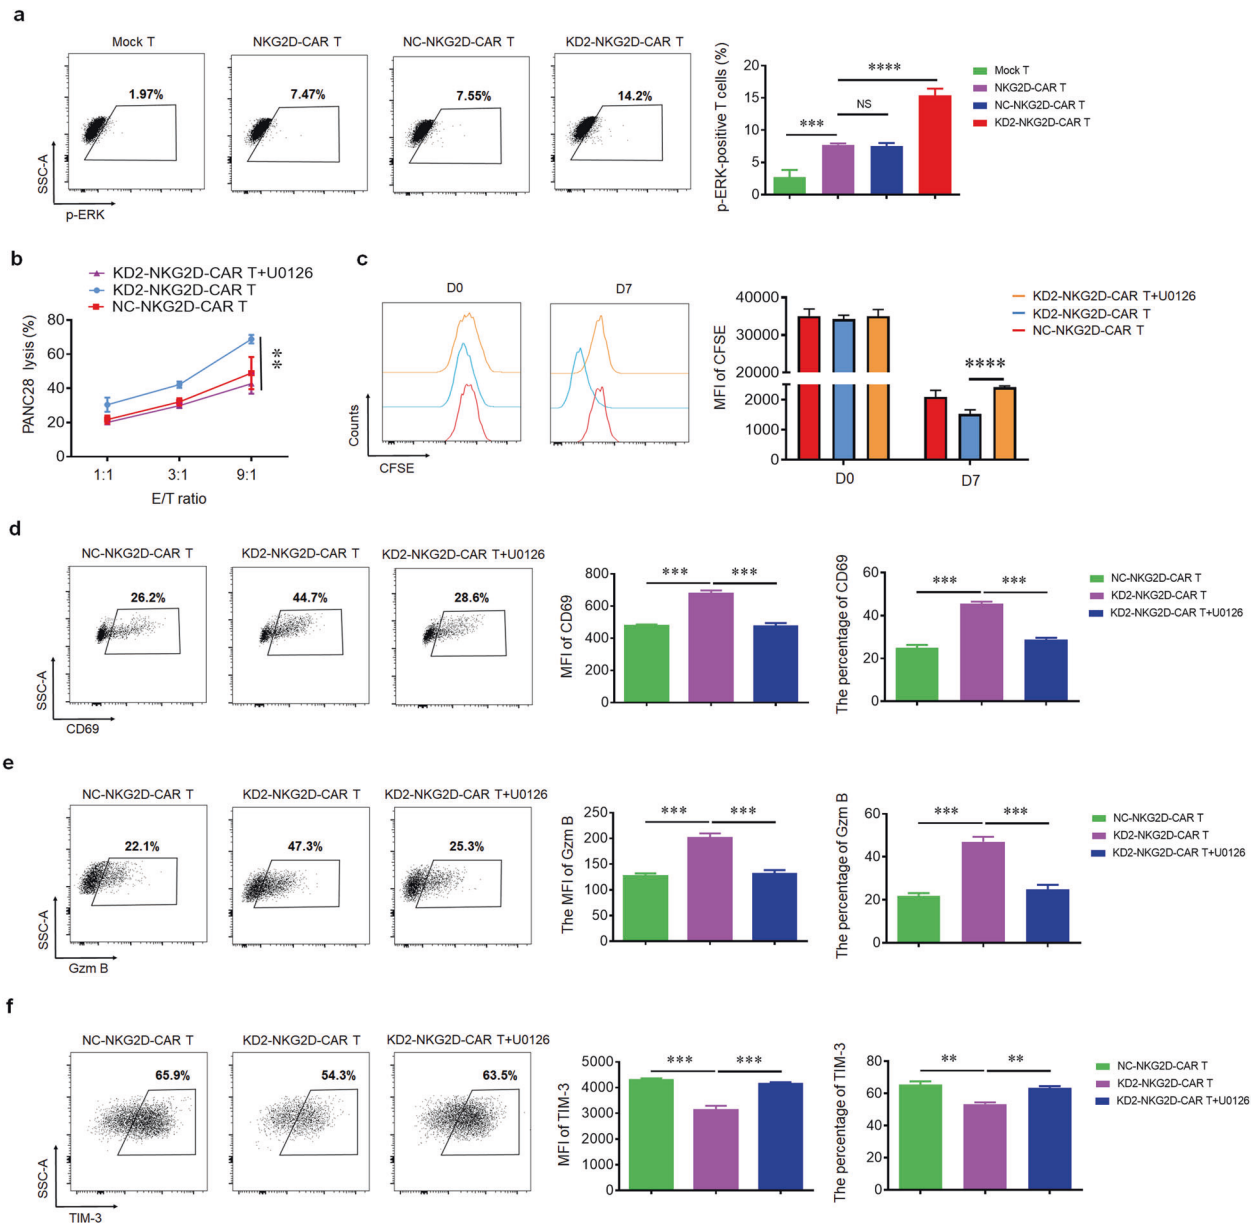 a
Mock T
NKG2D-CAR T
NC-NKG2D-CAR T
KD2-NKG2D-CAR T
1.97%
7.47%
7.55%
14.2%
SSC-A
p-ERK
p-ERK-positive T cells (%)
20
15
10
5
0
***
NS
****
Mock T
NKG2D-CAR T
NC-NKG2D-CAR T
KD2-NKG2D-CAR T
b
KD2-NKG2D-CAR T+U0126
KD2-NKG2D-CAR T
NC-NKG2D-CAR T
PANC28 lysis (%)
80
60
40
20
0
**
1:1
3:1
9:1
E/T ratio
c
D0
D7
Counts
CFSE
MFI of CFSE
40000
30000
20000
2000
1000
0
****
D0
D7
KD2-NKG2D-CAR T+U0126
KD2-NKG2D-CAR T
NC-NKG2D-CAR T
d
NC-NKG2D-CAR T
KD2-NKG2D-CAR T
KD2-NKG2D-CAR T+U0126
26.2%
44.7%
28.6%
SSC-A
CD69
MFI of CD69
800
600
400
200
0
***
***
The percentage of CD69
60
40
20
0
***
***
NC-NKG2D-CAR T
KD2-NKG2D-CAR T
KD2-NKG2D-CAR T+U0126
e
NC-NKG2D-CAR T
KD2-NKG2D-CAR T
KD2-NKG2D-CAR T+U0126
22.1%
47.3%
25.3%
SSC-A
Gzm B
The MFI of Gzm B
250
200
150
100
50
0
***
***
The percentage of Gzm B
60
40
20
0
***
***
NC-NKG2D-CAR T
KD2-NKG2D-CAR T
KD2-NKG2D-CAR T+U0126
f
NC-NKG2D-CAR T
KD2-NKG2D-CAR T
KD2-NKG2D-CAR T+U0126
65.9%
54.3%
63.5%
SSC-A
TIM-3
MFI of TIM-3
5000
4000
3000
2000
1000
0
***
***
The percentage of TIM-3
80
60
40
20
0
**
**
NC-NKG2D-CAR T
KD2-NKG2D-CAR T
KD2-NKG2D-CAR T+U0126